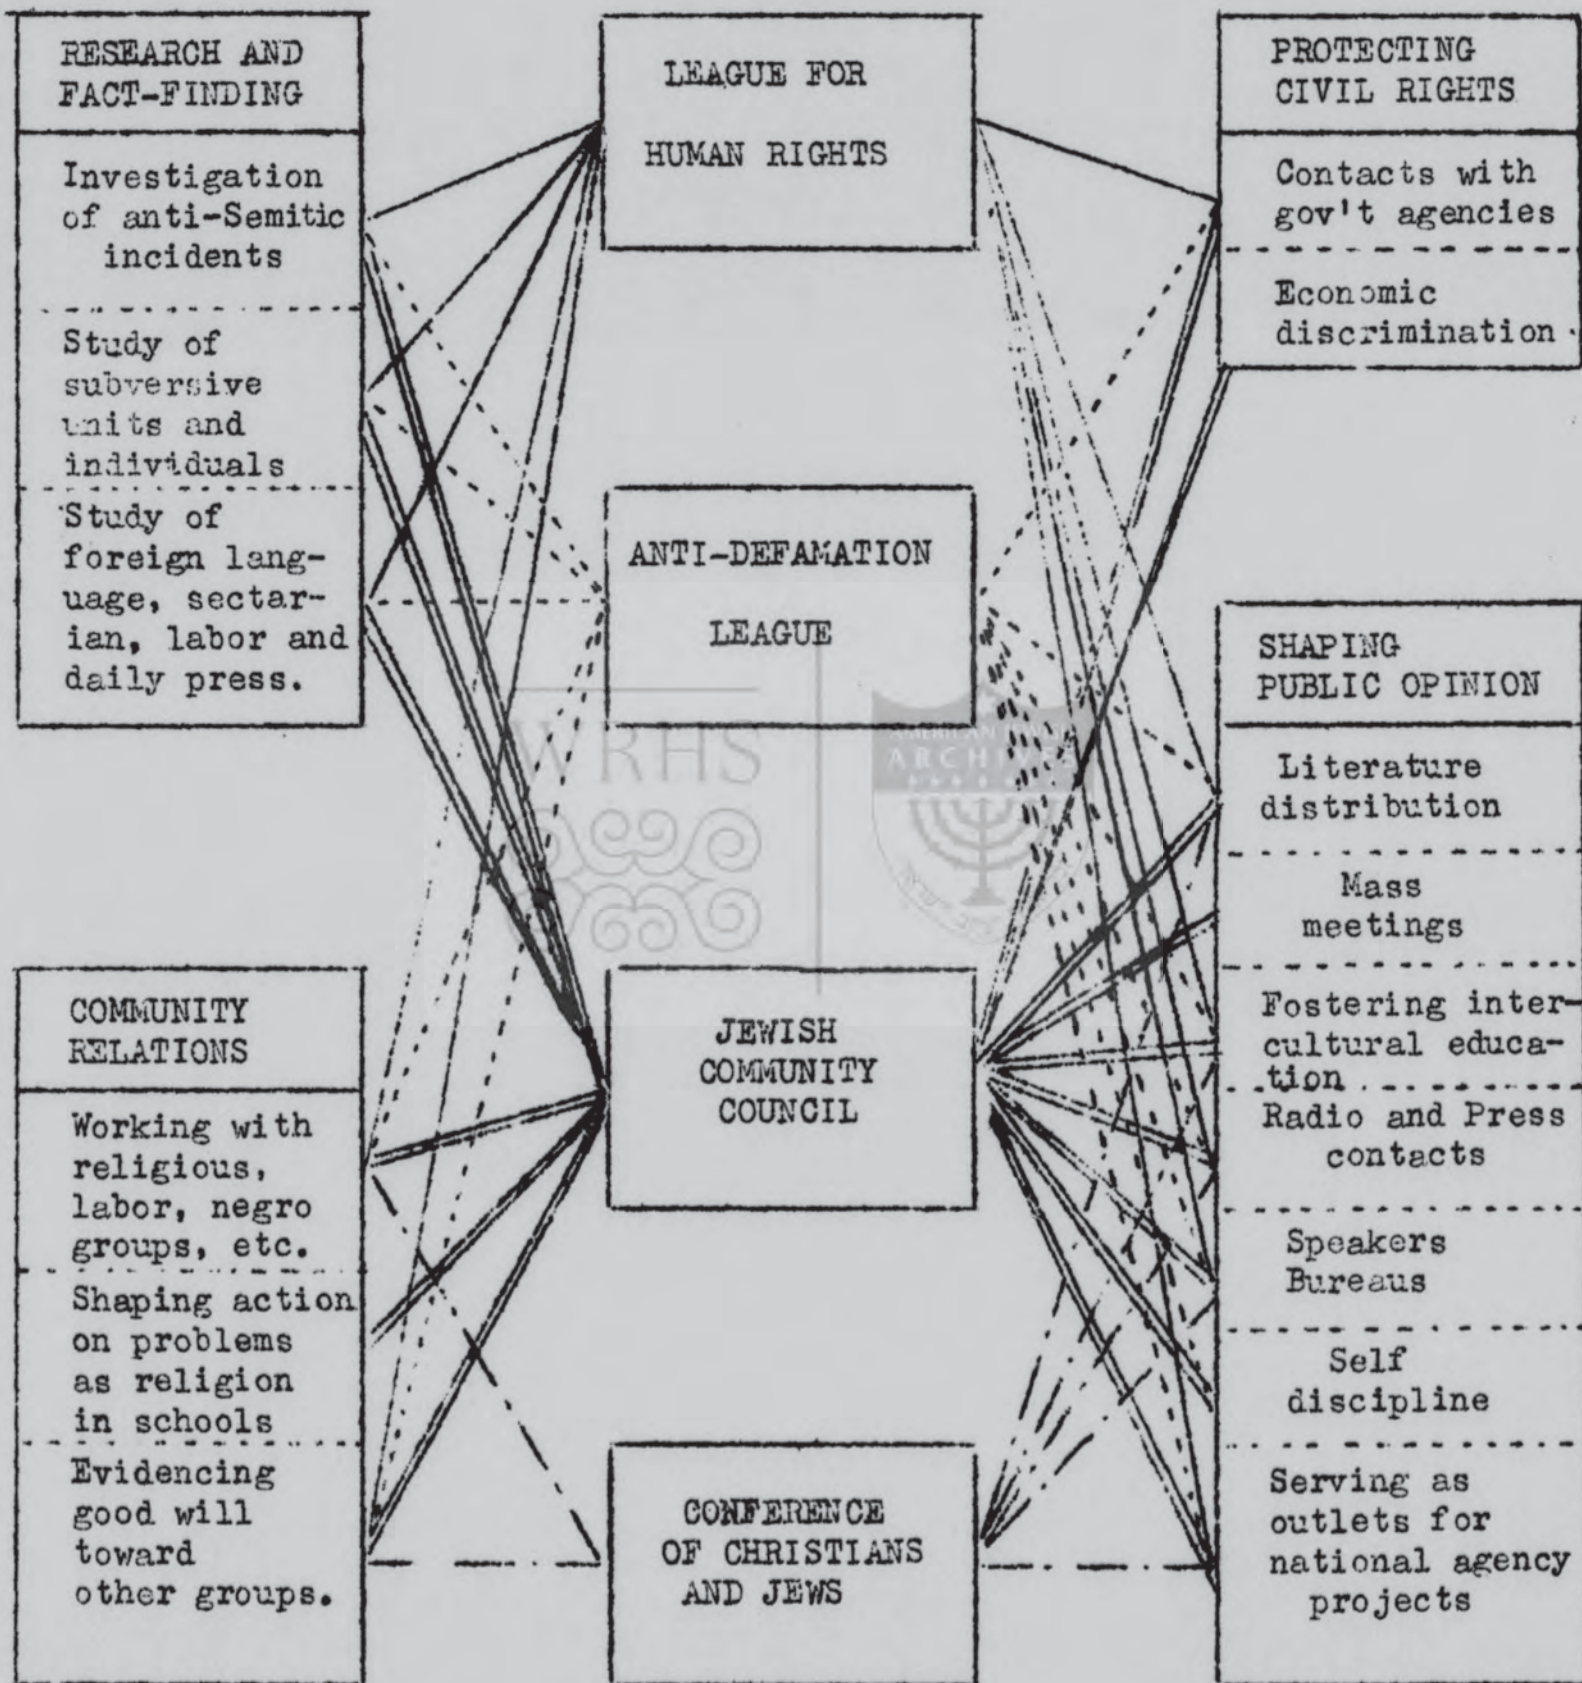 RESEARCH AND
FACT-FINDING
Investigation
of anti-Semitic
incidents
Study of
subversive
units and
individuals
Study of
foreign lang-
uage, sectar-
ian, labor and
daily press.
COMMUNITY
RELATIONS
Working with
religious,
labor, negro
groups, etc.
Shaping action
on problems
as religion
in schools
Evidencing
good will
toward
other groups.
LEAGUE FOR
HUMAN RIGHTS
ANTI-DEFAMATION
LEAGUE
WRHS
AMERICAN JEWISH
ARCHIVES
JEWISH
COMMUNITY
COUNCIL
CONFERENCE
OF CHRISTIANS
AND JEWS
PROTECTING
CIVIL RIGHTS
Contacts with
gov't agencies
Economic
discrimination
SHAPING
PUBLIC OPINION
Literature
distribution
Mass
meetings
Fostering inter-
cultural educa-
tion
Radio and Press
contacts
Speakers
Bureaus
Self
discipline
Serving as
outlets for
national agency
projects